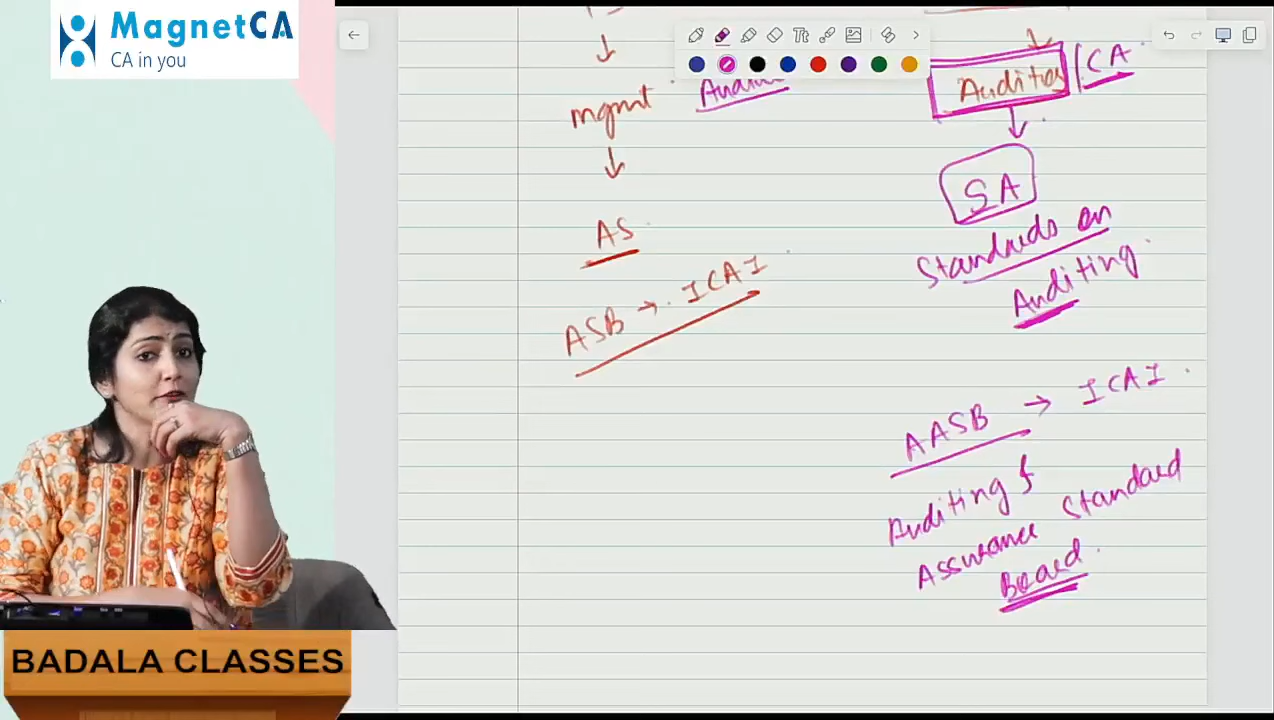 MagnetCA
CA in you
Tt
Auditor / CA
mgmt
SA
AS
Standards on
Auditing
ASB → ICAI
AASB → ICAI
Auditing &
Assurance Standard
Board
BADALA CLASSES